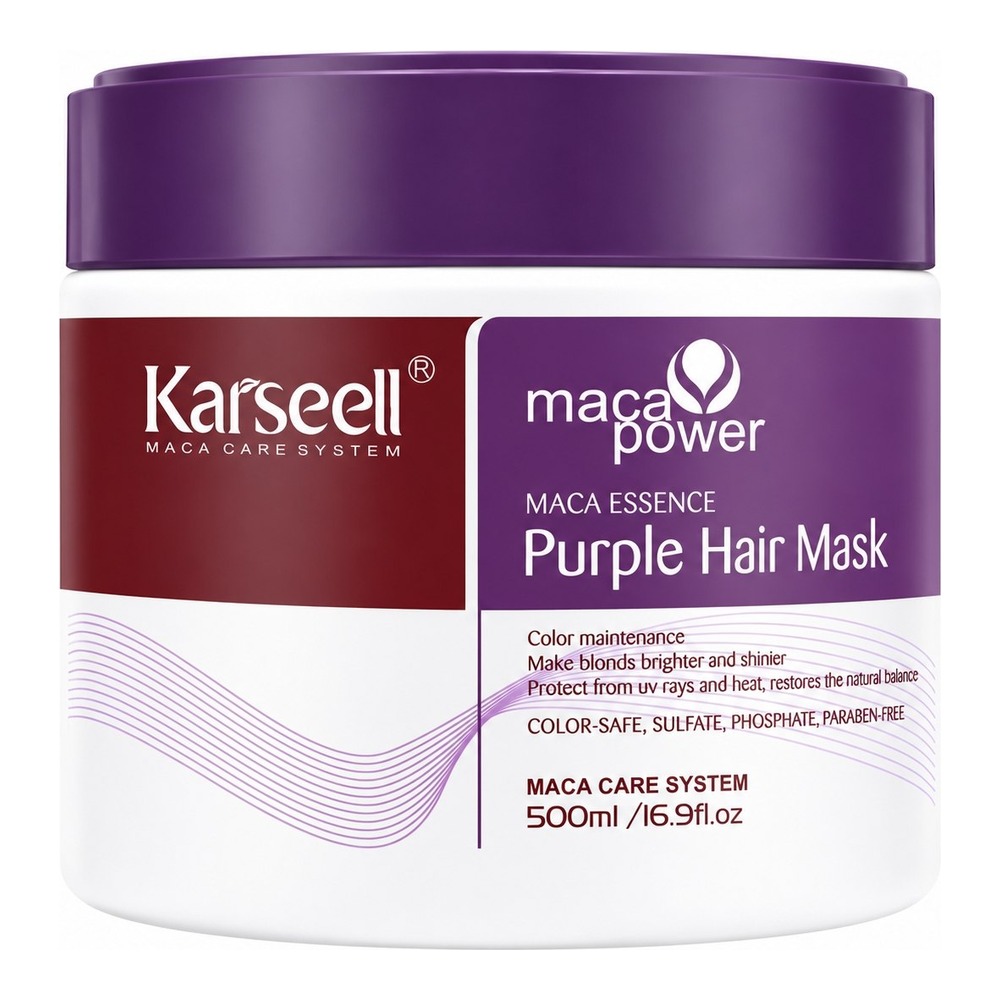 Karseell®
MACA CARE SYSTEM
maca
power
MACA ESSENCE
Purple Hair Mask
Color maintenance
Make blonds brighter and shinier
Protect from uv rays and heat, restores the natural balance
COLOR-SAFE, SULFATE, PHOSPHATE, PARABEN-FREE
MACA CARE SYSTEM
500ml /16.9fl.oz